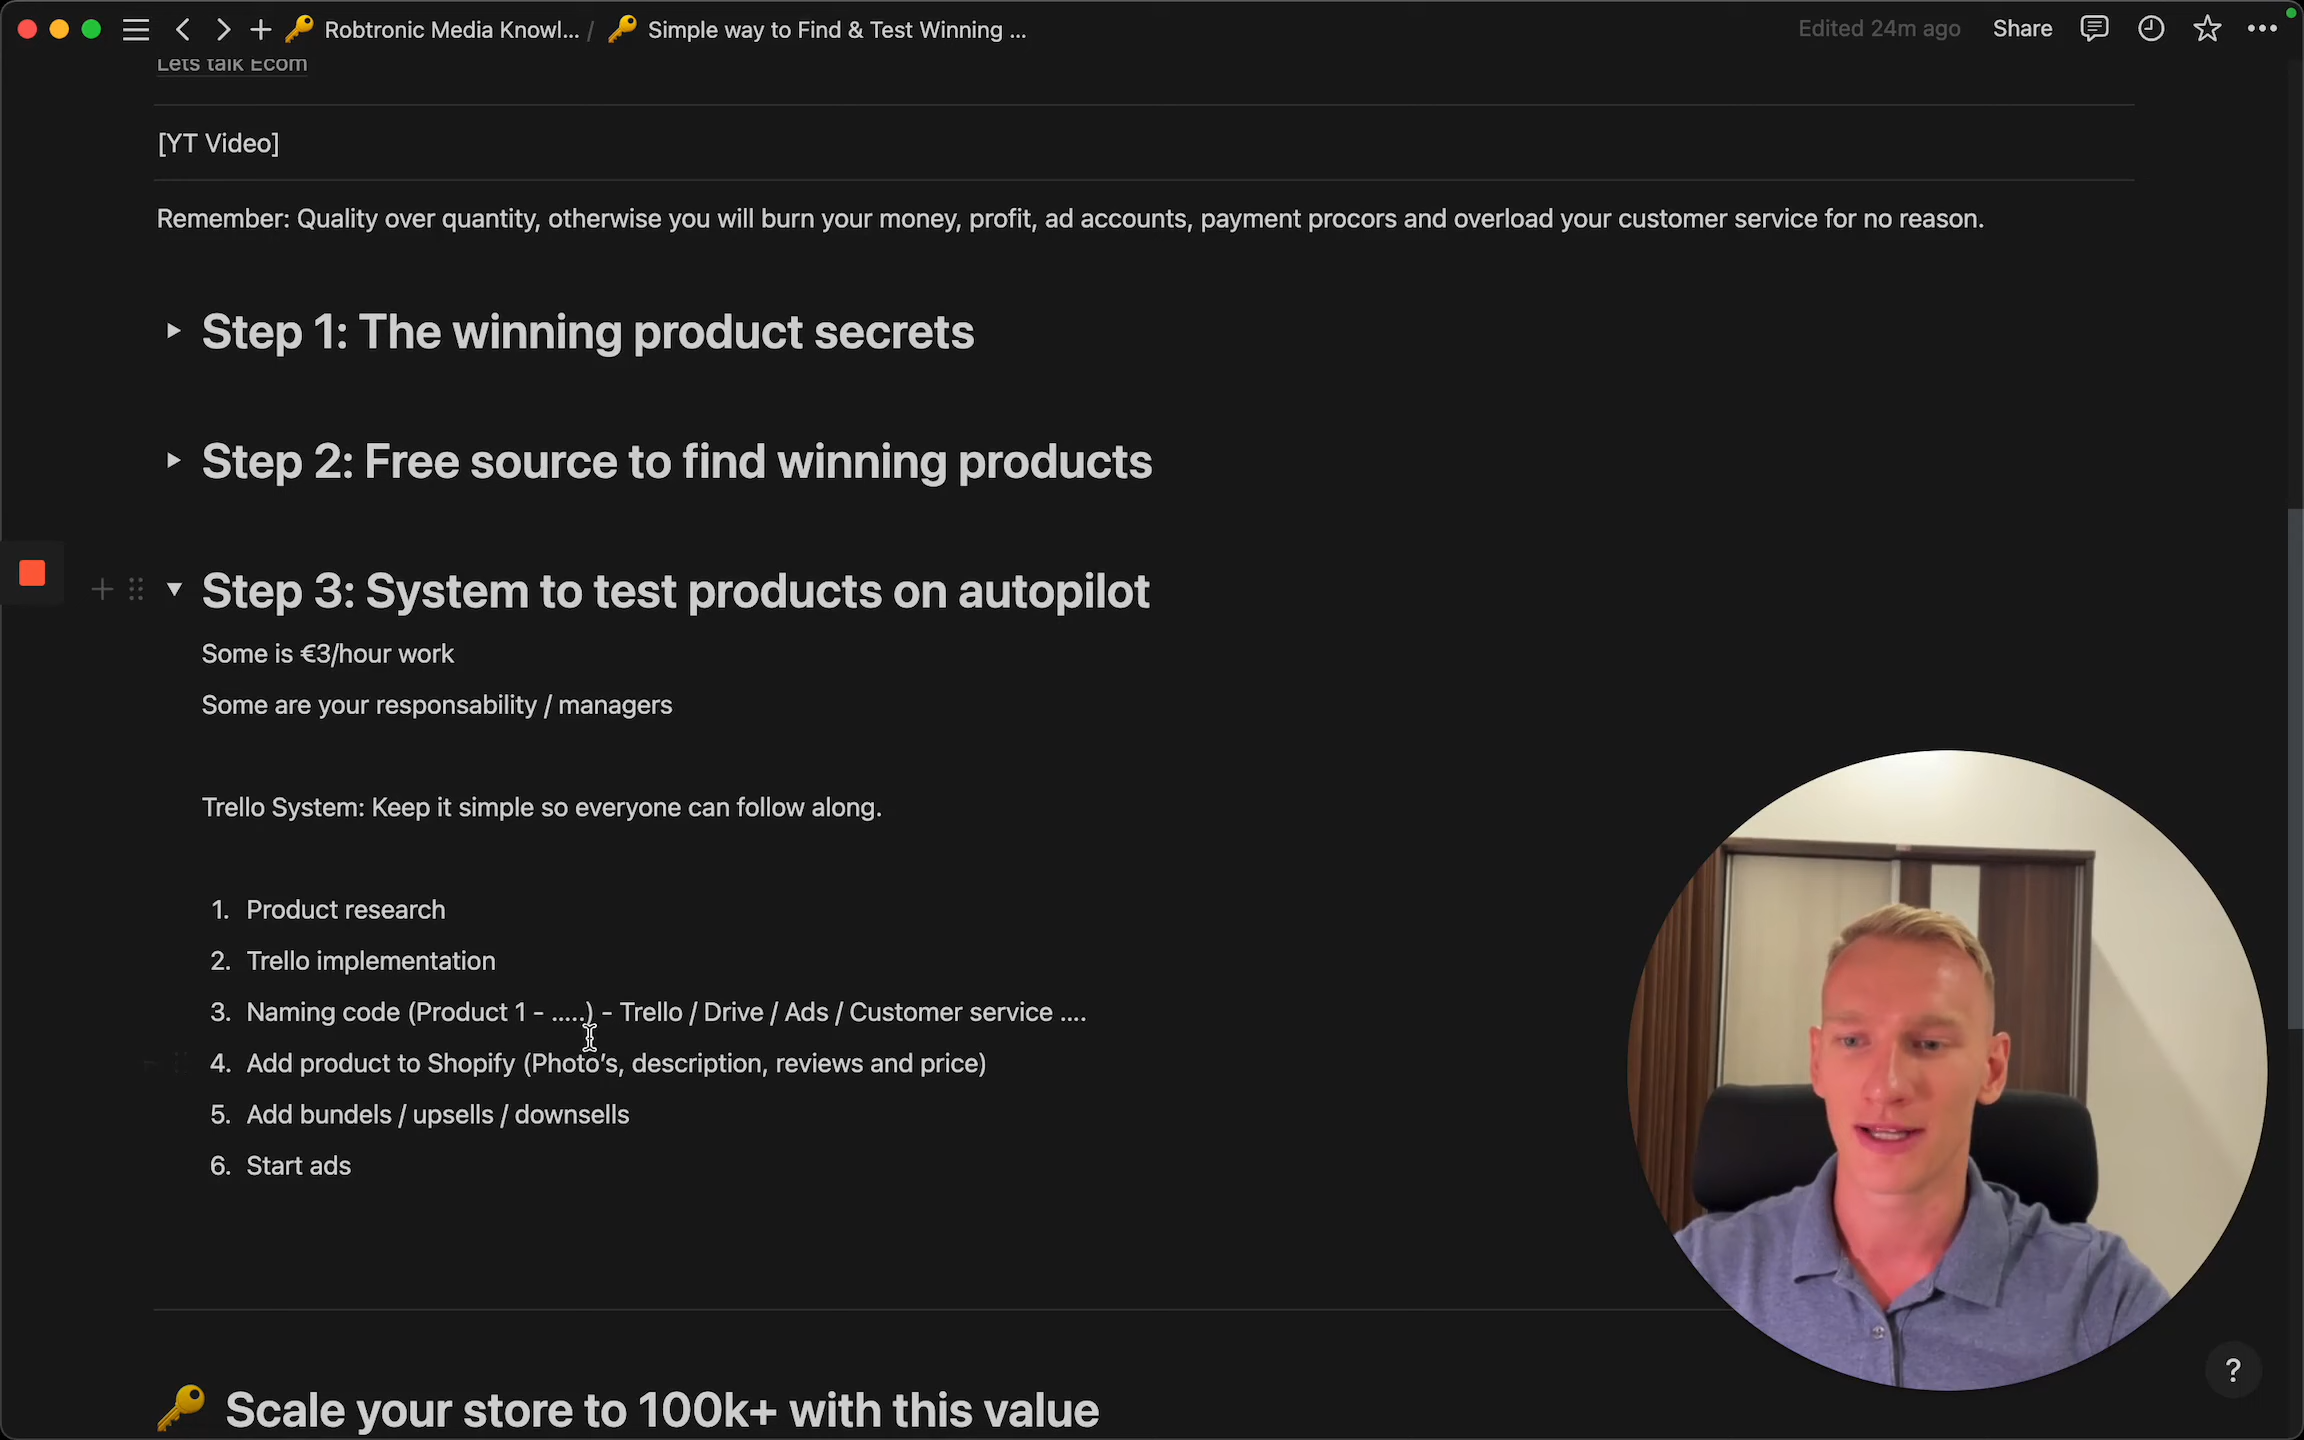 Robtronic Media Knowl... / Simple way to Find & Test Winning ...
Edited 24m ago
Share
Lets talk Ecom
[YT Video]
Remember: Quality over quantity, otherwise you will burn your money, profit, ad accounts, payment procors and overload your customer service for no reason.
Step 1: The winning product secrets
Step 2: Free source to find winning products
Step 3: System to test products on autopilot
Some is €3/hour work
Some are your responsability / managers
Trello System: Keep it simple so everyone can follow along.
1. Product research
2. Trello implementation
3. Naming code (Product 1 - .....) - Trello / Drive / Ads / Customer service ....
4. Add product to Shopify (Photo's, description, reviews and price)
5. Add bundels / upsells / downsells
6. Start ads
Scale your store to 100k+ with this value
?